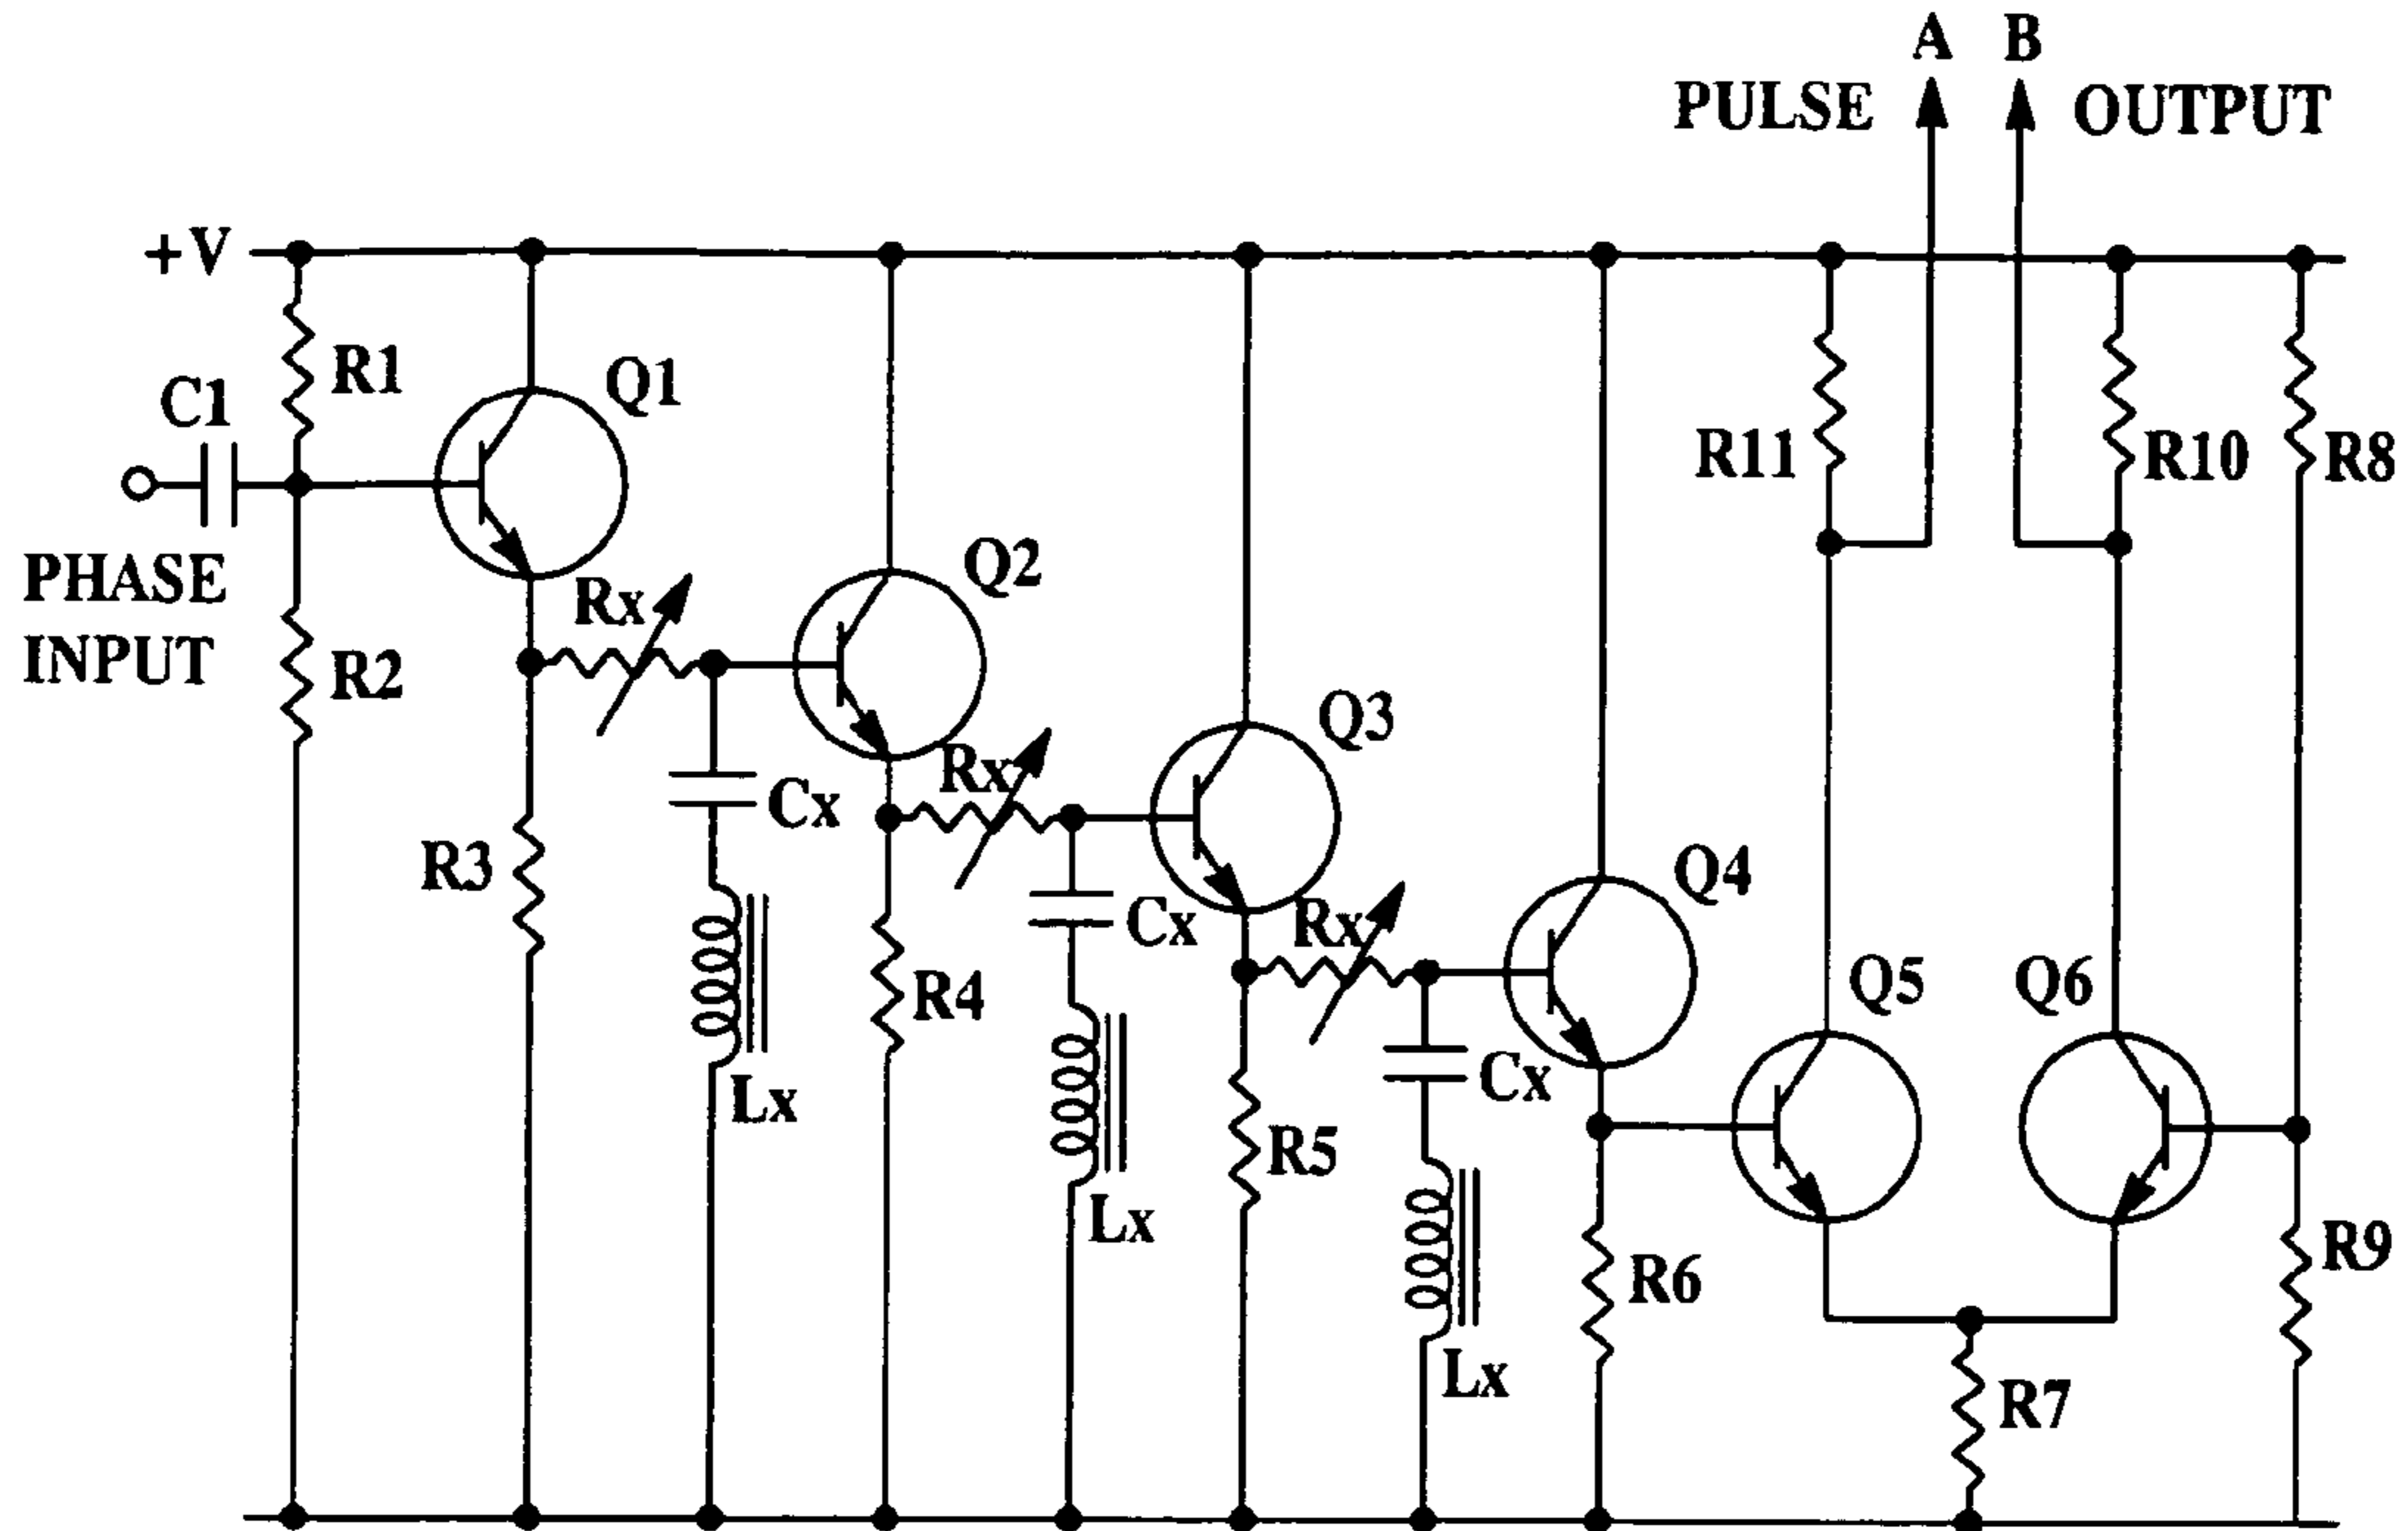 A B
PULSE OUTPUT
+V
R1
Q1
C1
R11
R10
R8
PHASE
INPUT
Rx
Q2
R2
Q3
Rx
Cx
R3
Q4
Rx
Cx
R4
Q5
Q6
Lx
Cx
R5
Lx
R6
R9
Lx
R7